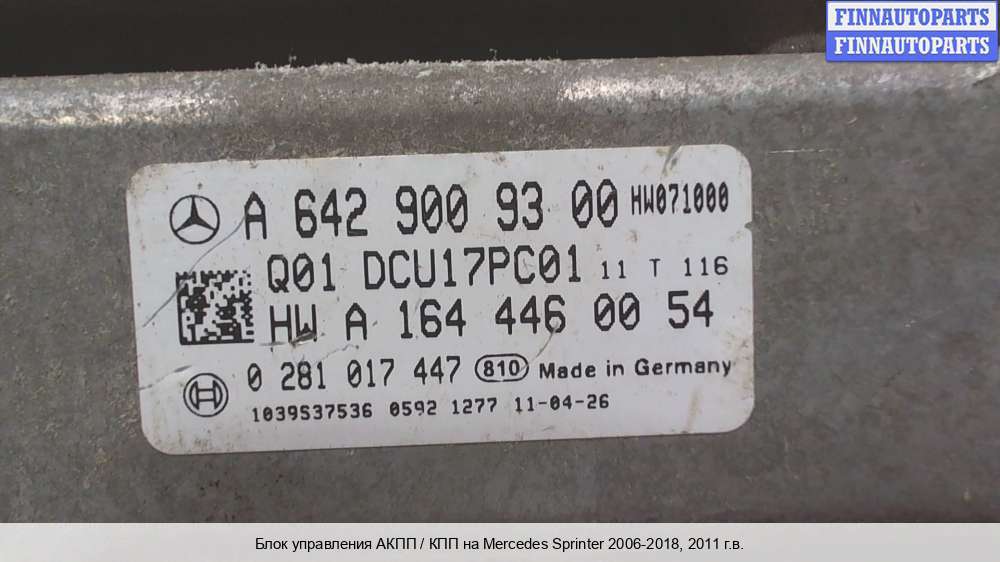 FINNAUTOPARTS
FINNAUTOPARTS
A 642 900 93 00 HW071000
Q01 DCU17PC01 11 T 116
HW A 164 446 00 54
0 281 017 447 810 Made in Germany
1039S37536 0592 1277 11-04-26
Блок управления АКПП / КПП на Mercedes Sprinter 2006-2018, 2011 г.в.